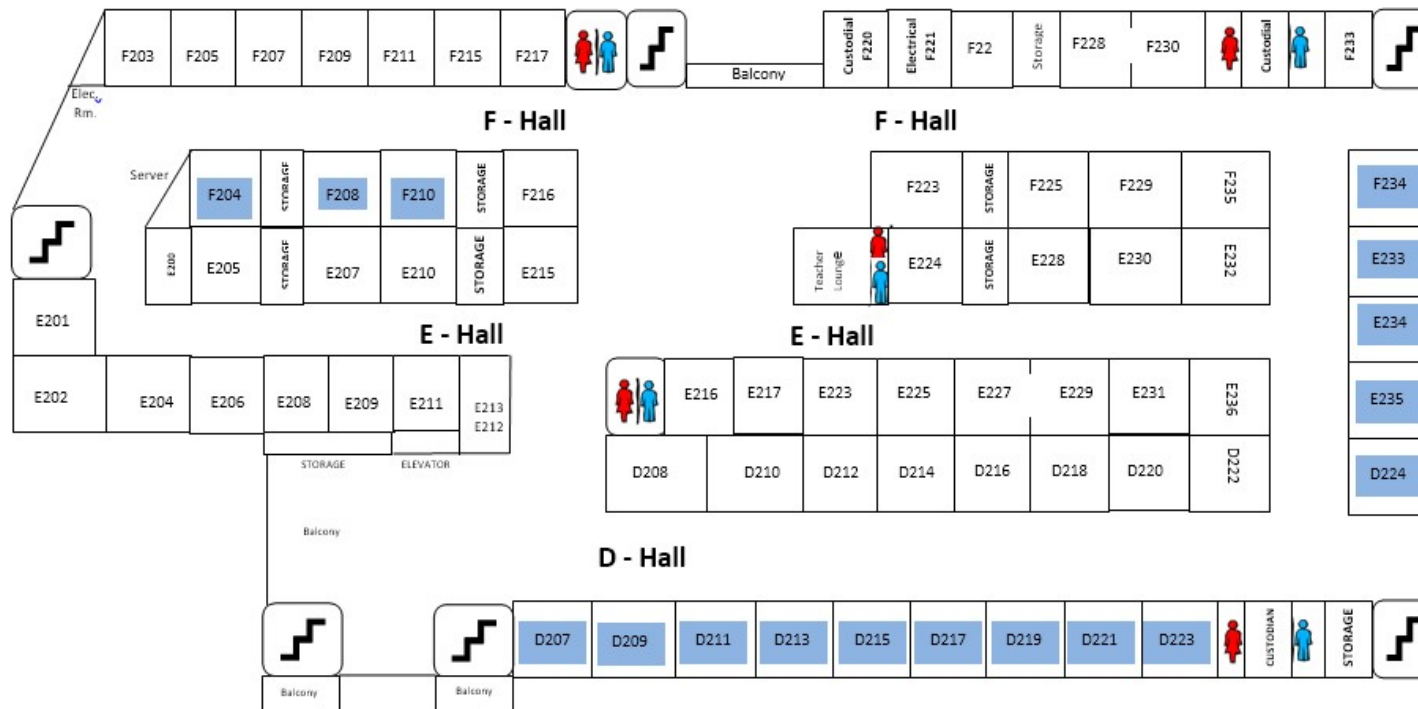 F203 F205 F207 F209 F211 F215 F217
Custodial F220
Electrical F221
F22
Storage
F228 F230
Custodial
F233
Balcony
Elec.
Rm.
F - Hall F - Hall
Server
F204
STORAGE
F208 F210
STORAGE
F216
F223
STORAGE
F225 F229
F235
F234
E200
E205
STORAGE
E207 E210
STORAGE
E215
Teacher
Lounge
E224
STORAGE
E228 E230
E232
E233
E201
E - Hall E - Hall
E234
E202 E204 E206 E208 E209 E211
E213
E212
E216 E217 E223 E225 E227 E229 E231
E236
E235
STORAGE ELEVATOR
D208 D210 D212 D214 D216 D218 D220
D222
D224
Balcony
D - Hall
D207 D209 D211 D213 D215 D217 D219 D221 D223
CUSTODIAN
STORAGE
Balcony Balcony